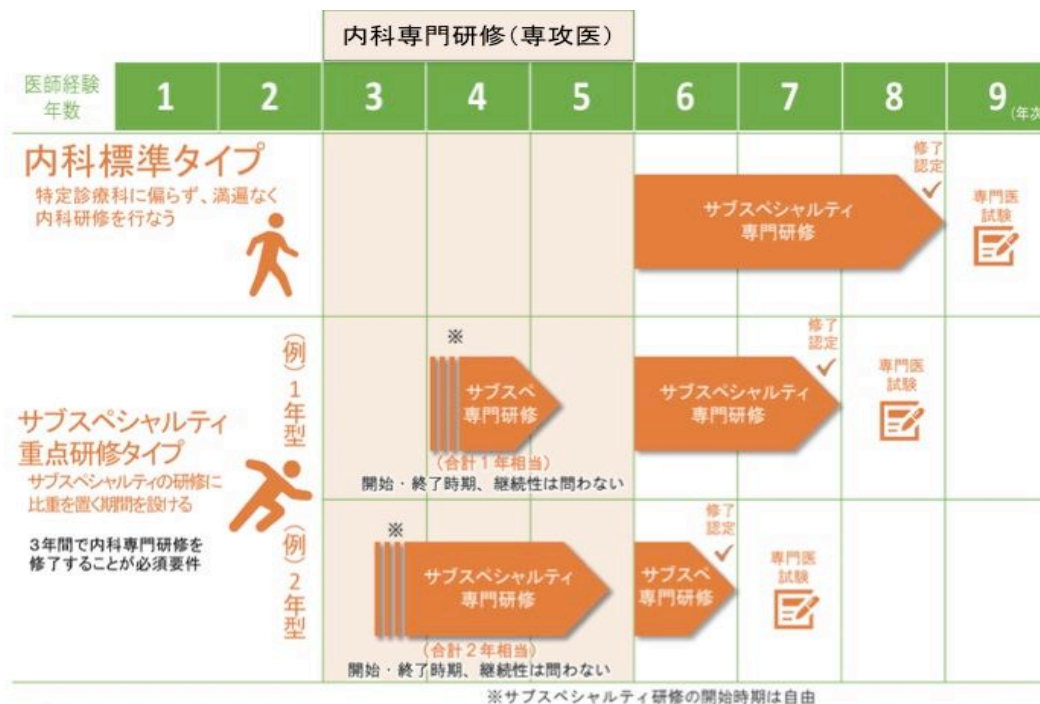 内科専門研修(専攻医)
医師経験
年数
1
2
3
4
5
6
7
8
9
(年次
内科標準タイプ
特定診療科に偏らず、満遍なく
内科研修を行なう
サブスペシャルティ
専門研修
修了
認定
専門医
試験
サブスペシャルティ
重点研修タイプ
サブスペシャルティの研修に
比重を置く期間を設ける
3年間で内科専門研修を
修了することが必須要件
(例)1年型
※
サブスペ
専門研修
(合計1年相当)
開始・終了時期、継続性は問わない
サブスペシャルティ
専門研修
修了
認定
専門医
試験
(例)2年型
※
サブスペシャルティ
専門研修
(合計2年相当)
開始・終了時期、継続性は問わない
サブスペ
専門研修
修了
認定
専門医
試験
※サブスペシャルティ研修の開始時期は自由